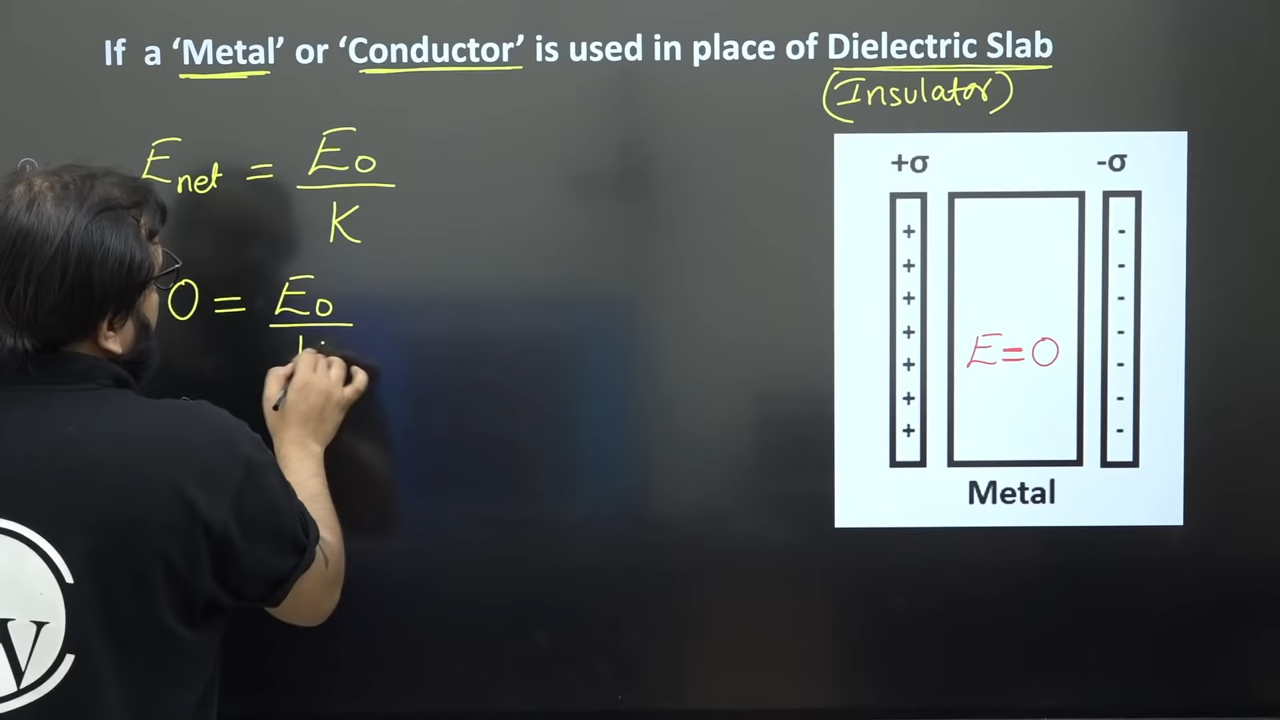 If a ‘Metal’ or ‘Conductor’ is used in place of Dielectric Slab
(Insulator)
Enet = E0
K
0 = E0
+σ -σ
+ -
+ -
+ -
+ -
+ -
+ -
+ -
E=0
Metal